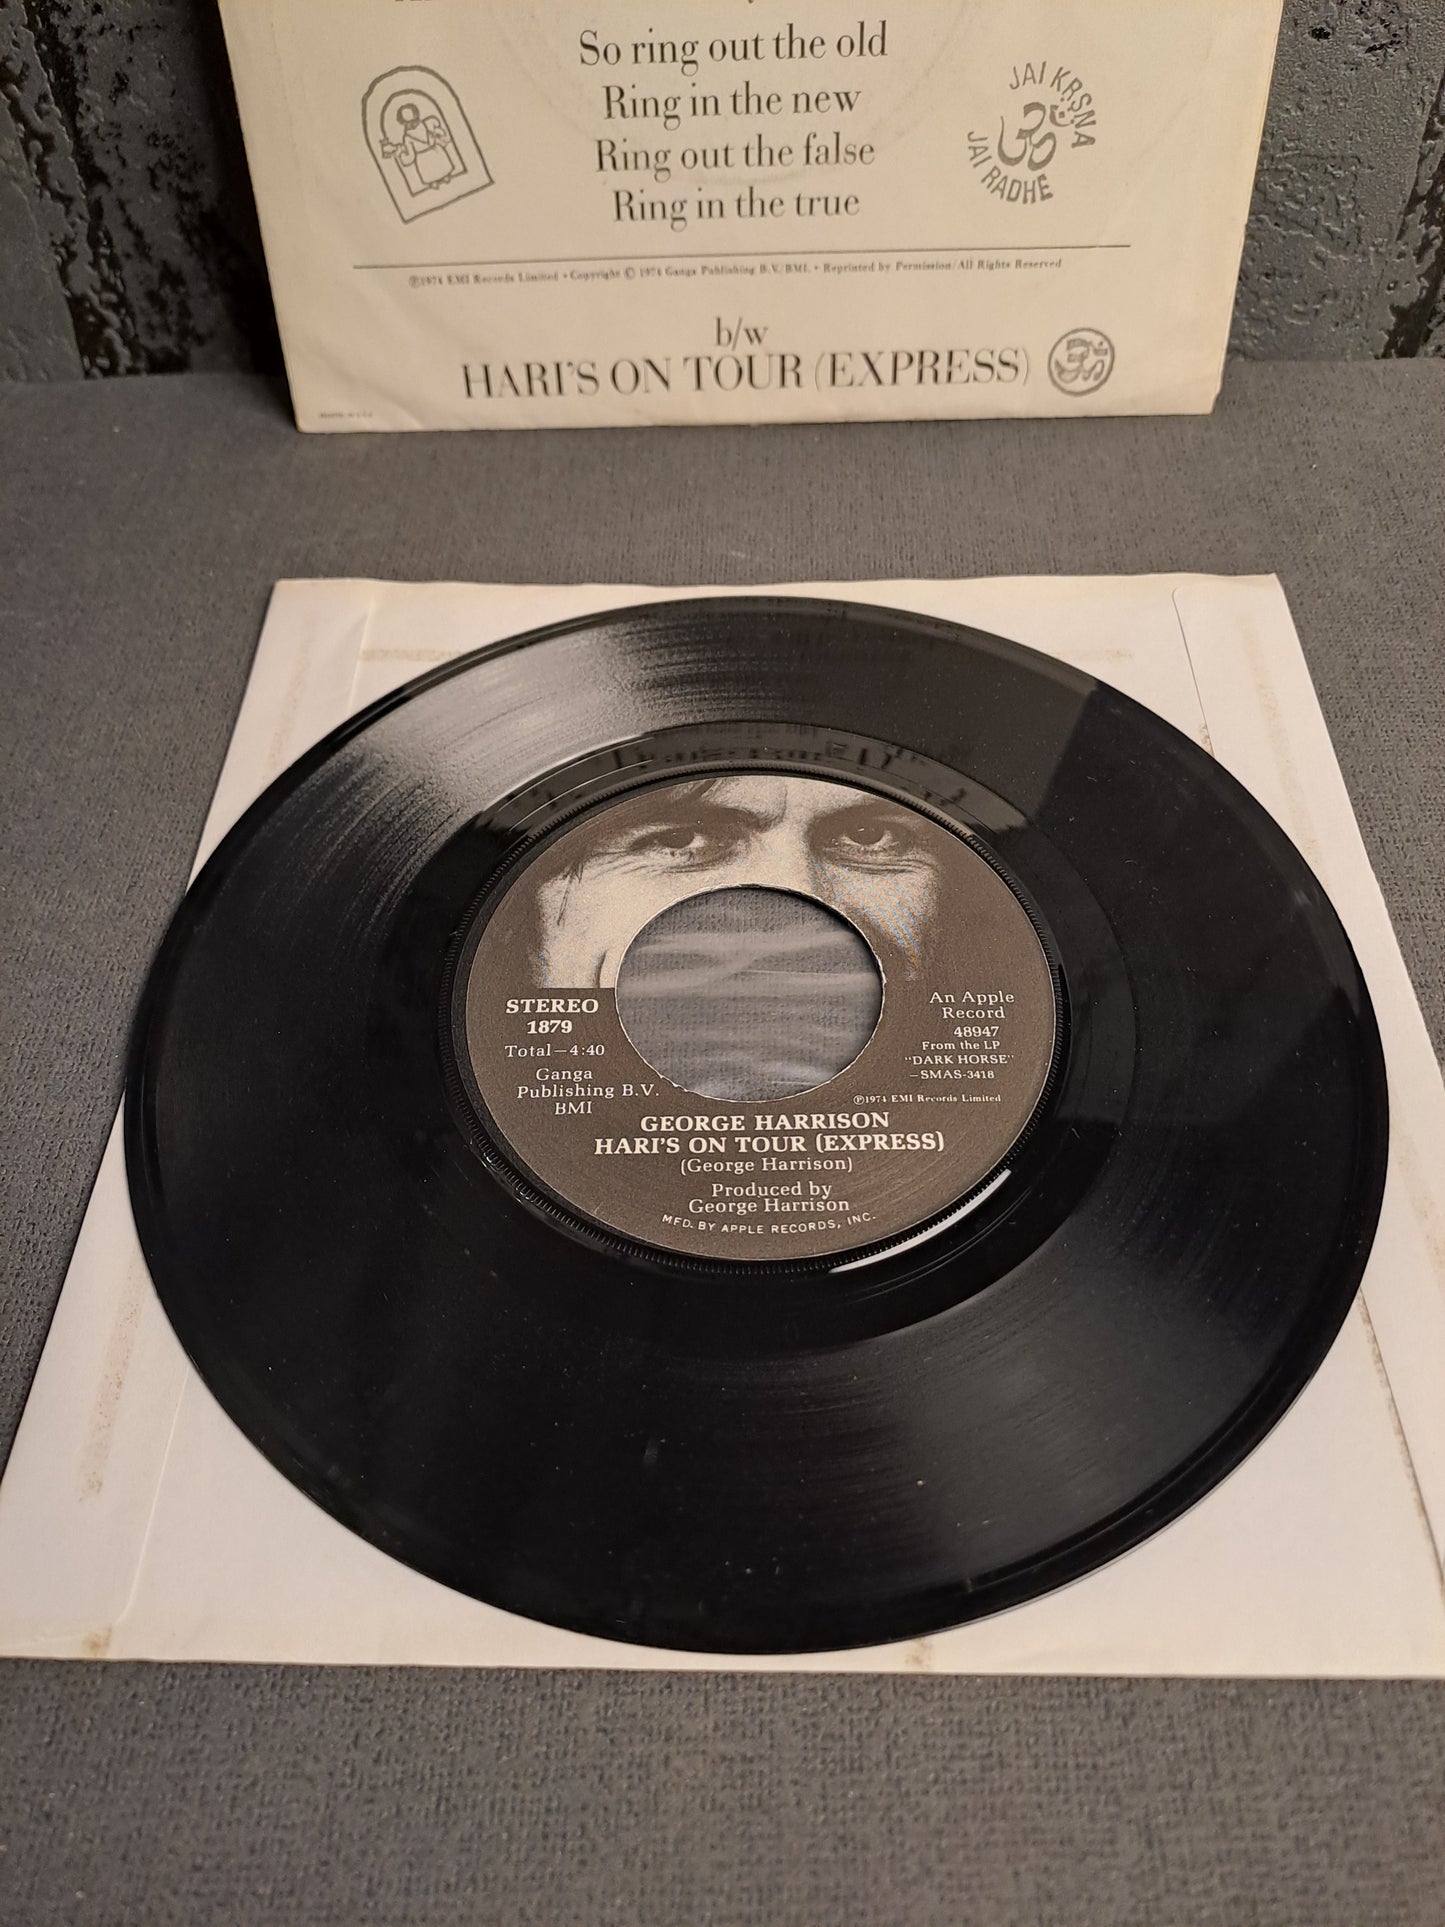 So ring out the old
Ring in the new
Ring out the false
Ring in the true
JAI KRṢNA
JAI RADHE
ॐ
℗1974 EMI Records Limited • Copyright © 1974 Ganga Publishing B.V./BMI. • Reprinted by Permission/All Rights Reserved
b/w
HARI'S ON TOUR (EXPRESS)
ॐ
STEREO
1879
Total—4:40
Ganga
Publishing B.V.
BMI
An Apple
Record
48947
From the LP
"DARK HORSE"
–SMAS-3418
℗1974 EMI Records Limited
GEORGE HARRISON
HARI'S ON TOUR (EXPRESS)
(George Harrison)
Produced by
George Harrison
MFD. BY APPLE RECORDS, INC.